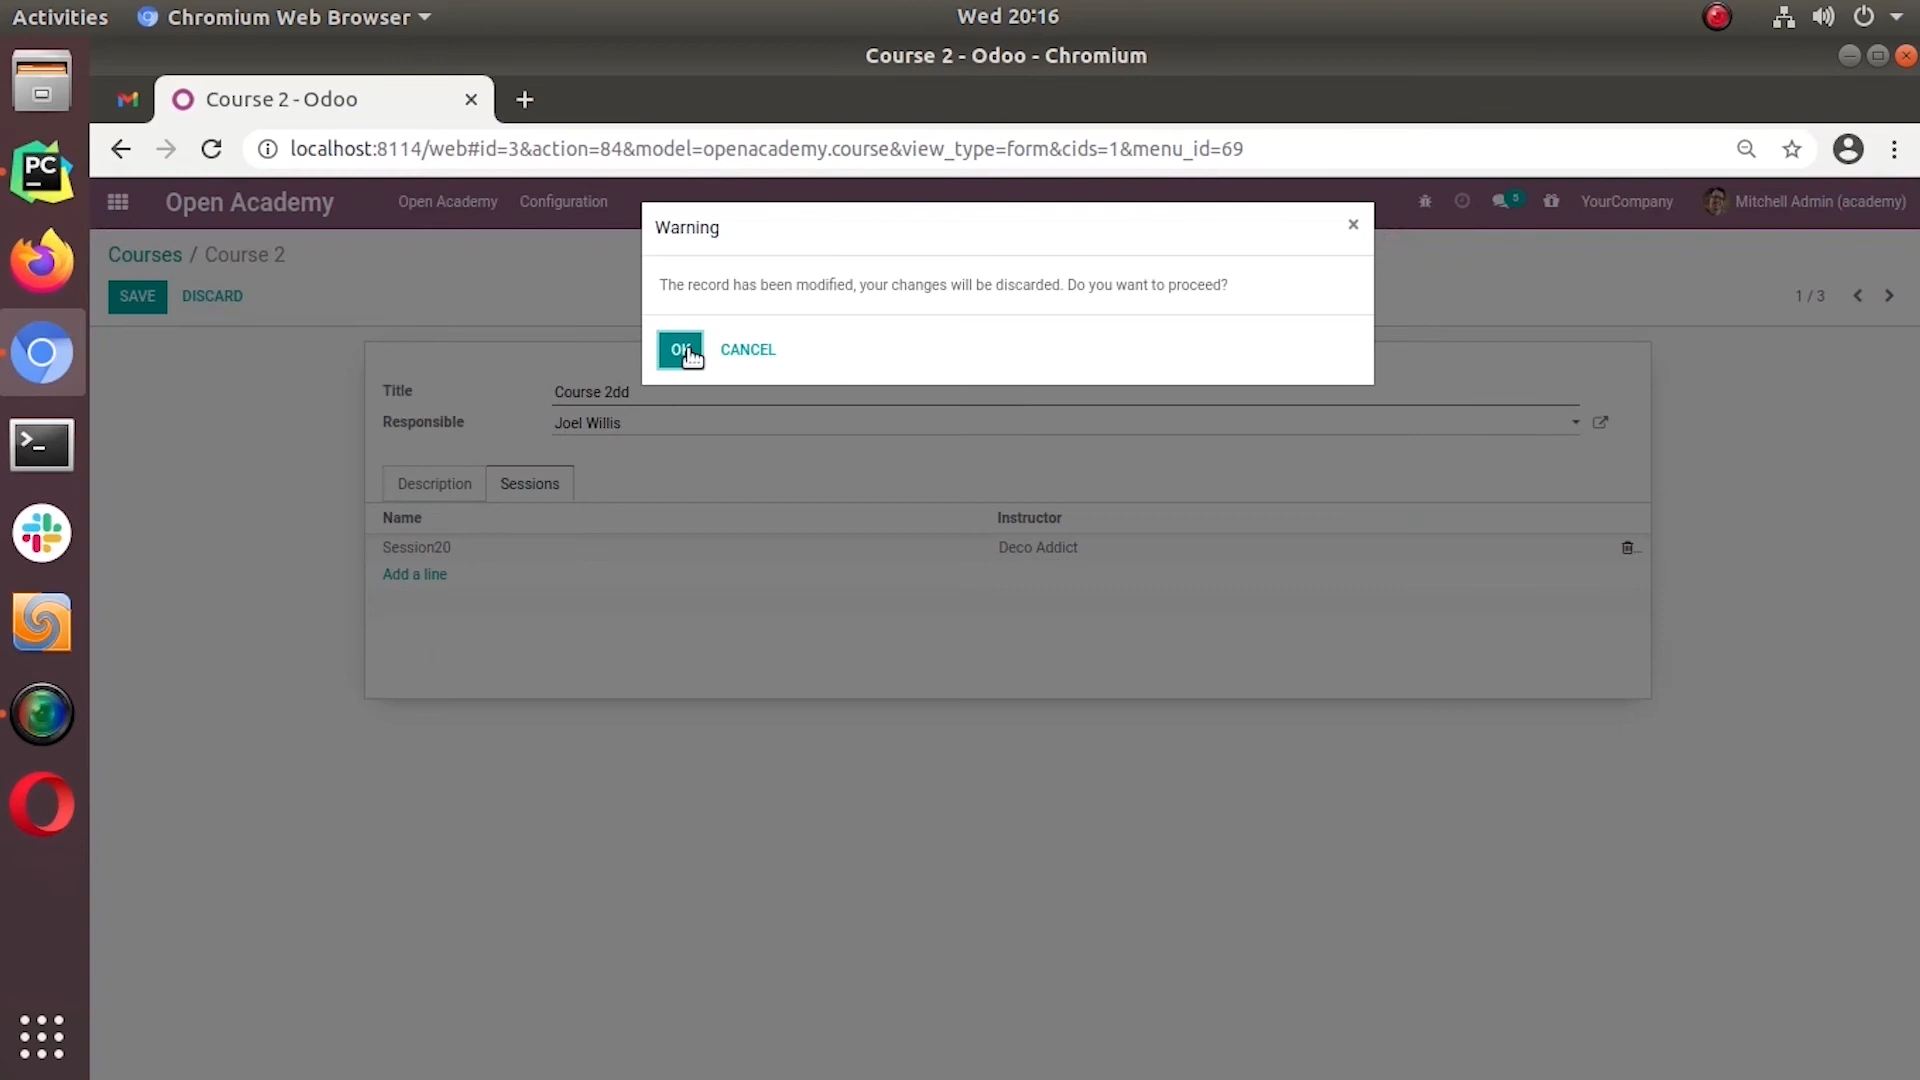 Activities
Chromium Web Browser
Wed 20:16
Course 2 - Odoo - Chromium
Course 2 - Odoo
localhost:8114/web#id=3&action=84&model=openacademy.course&view_type=form&cids=1&menu_id=69
Open Academy
Open Academy
Configuration
5
YourCompany
Mitchell Admin (academy)
Warning
The record has been modified, your changes will be discarded. Do you want to proceed?
OK
CANCEL
Courses / Course 2
SAVE
DISCARD
1 / 3
Title
Course 2dd
Responsible
Joel Willis
Description
Sessions
Name
Instructor
Session20
Deco Addict
Add a line
PC